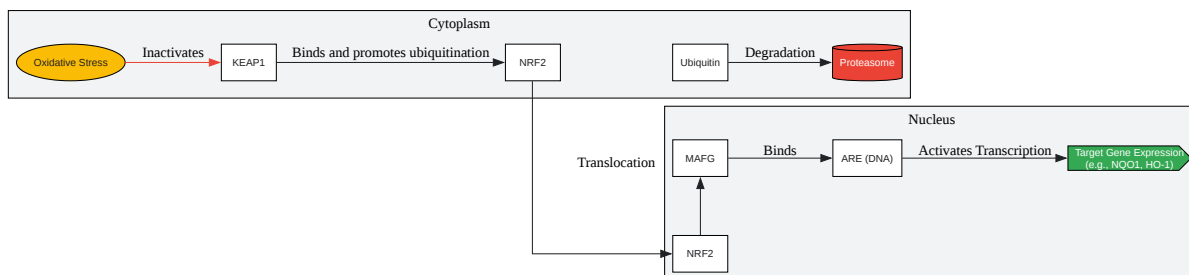 Cytoplasm
Oxidative Stress
Inactivates
KEAP1
Binds and promotes ubiquitination
NRF2
Ubiquitin
Degradation
Proteasome
Translocation
Nucleus
MAFG
Binds
ARE (DNA)
Activates Transcription
Target Gene Expression
(e.g., NQO1, HO-1)
NRF2